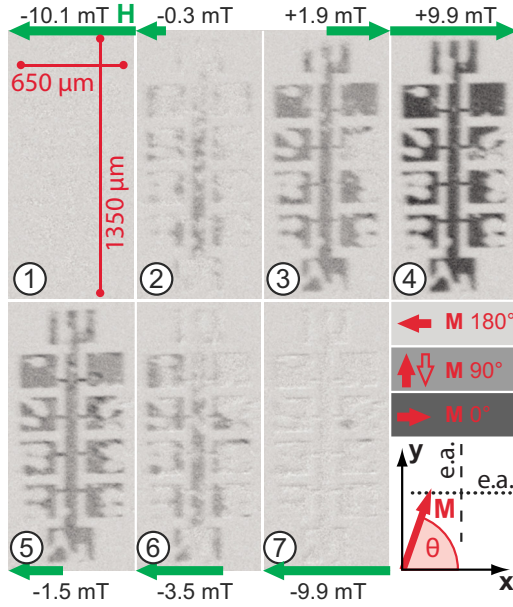 -10.1 mT H
-0.3 mT
+1.9 mT
+9.9 mT
650 µm
1350 µm
1
2
3
4
M 180°
M 90°
M 0°
y
e.a.
e.a.
M
θ
x
5
6
7
-1.5 mT
-3.5 mT
-9.9 mT